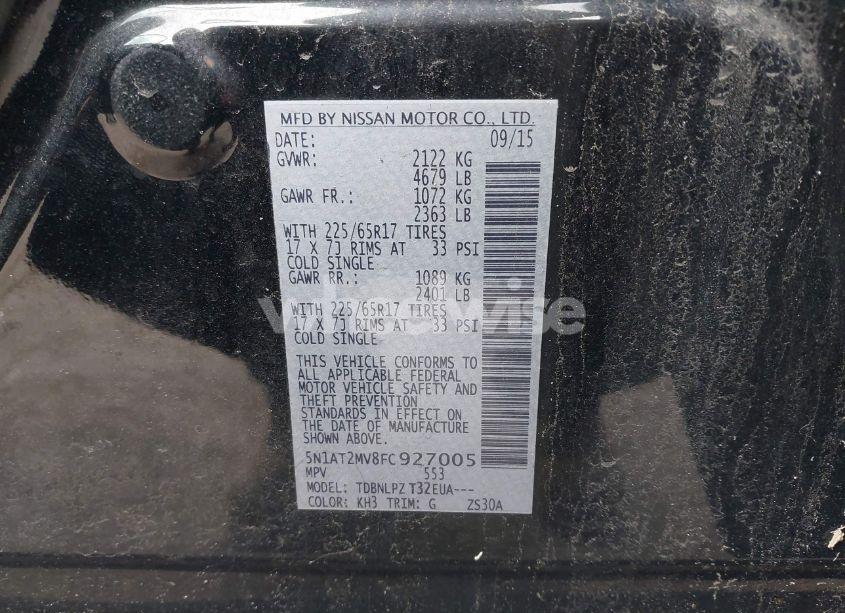 MFD BY NISSAN MOTOR CO., LTD.
DATE: 09/15
GVWR: 2122 KG
4679 LB
GAWR FR.: 1072 KG
2363 LB
WITH 225/65R17 TIRES
17 X 7J RIMS AT 33 PSI
COLD SINGLE
GAWR RR.: 1089 KG
2401 LB
WITH 225/65R17 TIRES
17 X 7J RIMS AT 33 PSI
COLD SINGLE
THIS VEHICLE CONFORMS TO
ALL APPLICABLE FEDERAL
MOTOR VEHICLE SAFETY AND
THEFT PREVENTION
STANDARDS IN EFFECT ON
THE DATE OF MANUFACTURE
SHOWN ABOVE.
5N1AT2MV8FC927005
MPV 553
MODEL: TDBNLPZ T32EUA---
COLOR: KH3 TRIM: G ZS30A